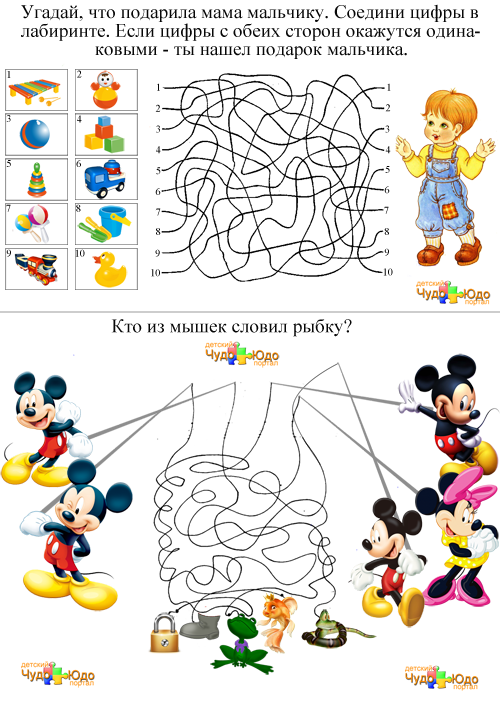 Угадай, что подарила мама мальчику. Соедини цифры в
лабиринте. Если цифры с обеих сторон окажутся одина-
ковыми - ты нашел подарок мальчика.
1 2
3 4
5 6
7 8
9 10
1 1
2 2
3 3
4 4
5 5
6 6
7 7
8 8
9 9
10 10
детский
Чудо Юдо
портал
Кто из мышек словил рыбку?
детский
Чудо Юдо
портал
детский
Чудо Юдо
портал
детский
Чудо Юдо
портал